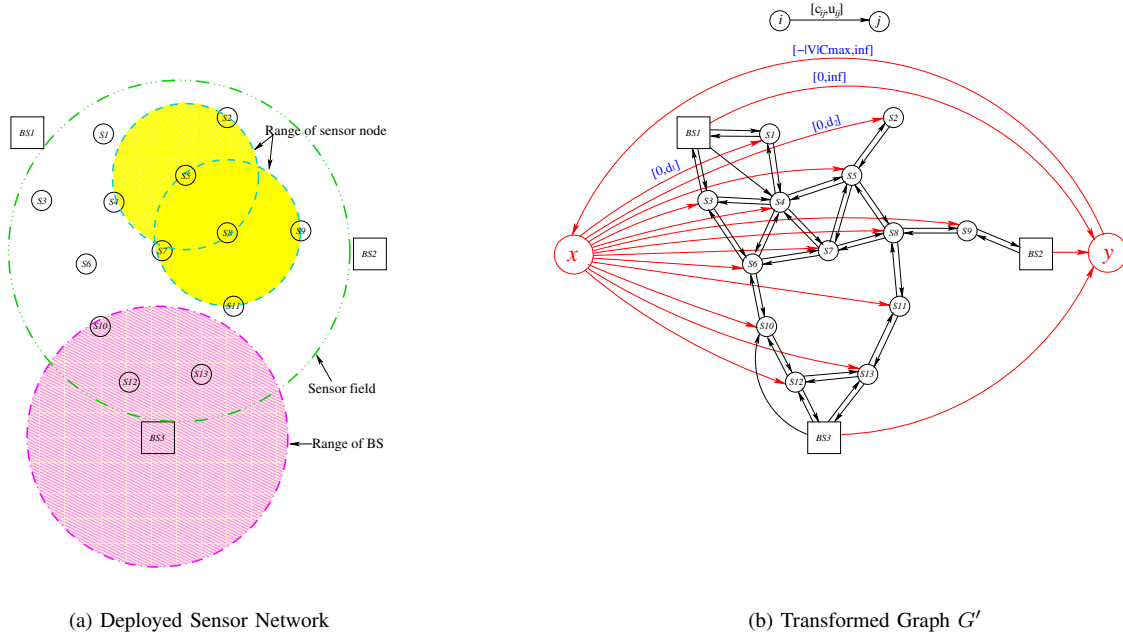 i
[c_ij,u_ij]
j
[−|V|Cmax,inf]
[0,inf]
[0,d₂]
[0,d₁]
BS1
S1
S2
Range of sensor node
S3
S4
S5
S6
S7
S8
S9
BS2
S10
S11
S12
S13
BS3
Sensor field
Range of BS
BS1
S1
S2
S3
S4
S5
S6
S7
S8
S9
BS2
x
y
S10
S11
S12
S13
BS3
(a) Deployed Sensor Network
(b) Transformed Graph G′